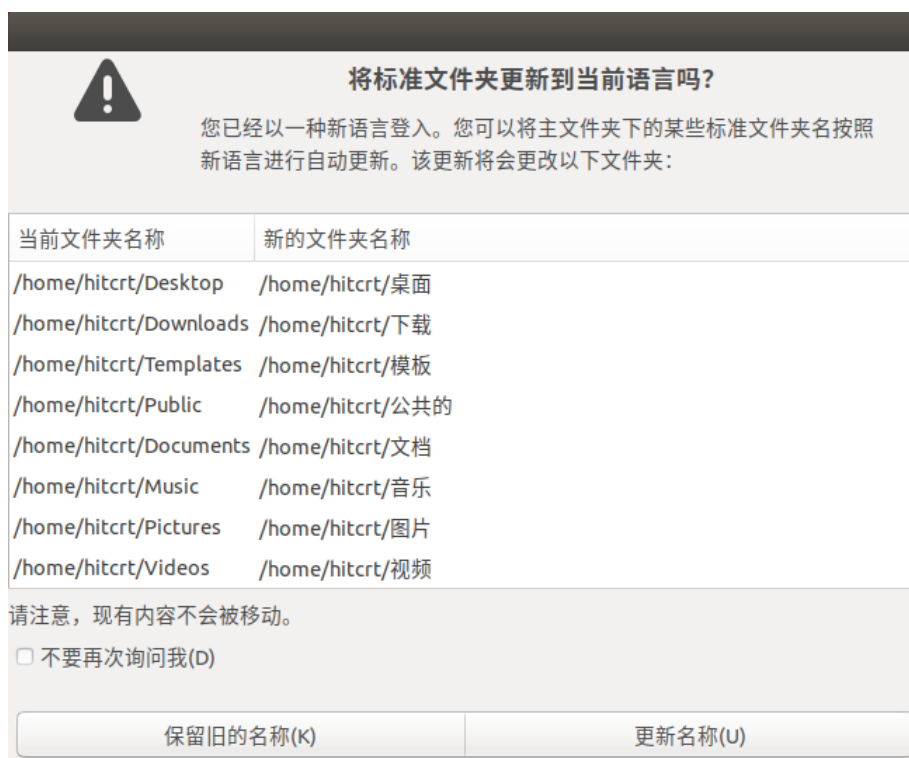 将标准文件夹更新到当前语言吗?
您已经以一种新语言登入。您可以将主文件夹下的某些标准文件夹名按照
新语言进行自动更新。该更新将会更改以下文件夹：
当前文件夹名称 新的文件夹名称
/home/hitcrt/Desktop /home/hitcrt/桌面
/home/hitcrt/Downloads /home/hitcrt/下载
/home/hitcrt/Templates /home/hitcrt/模板
/home/hitcrt/Public /home/hitcrt/公共的
/home/hitcrt/Documents /home/hitcrt/文档
/home/hitcrt/Music /home/hitcrt/音乐
/home/hitcrt/Pictures /home/hitcrt/图片
/home/hitcrt/Videos /home/hitcrt/视频
请注意，现有内容不会被移动。
不要再次询问我(D)
保留旧的名称(K) 更新名称(U)